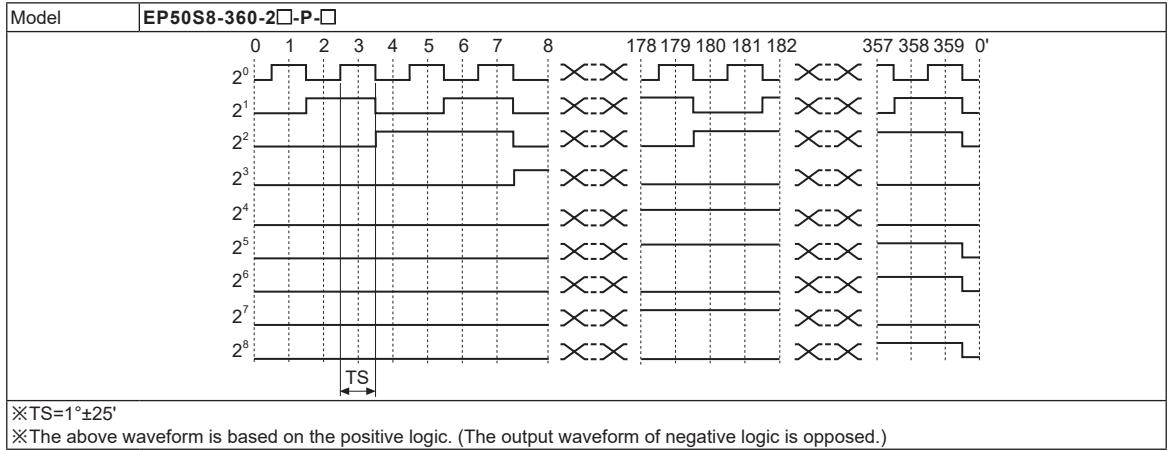 Model EP50S8-360-2□-P-□
0 1 2 3 4 5 6 7 8 178 179 180 181 182 357 358 359 0'
2⁰
2¹
2²
2³
2⁴
2⁵
2⁶
2⁷
2⁸
TS
※TS=1°±25'
※The above waveform is based on the positive logic. (The output waveform of negative logic is opposed.)